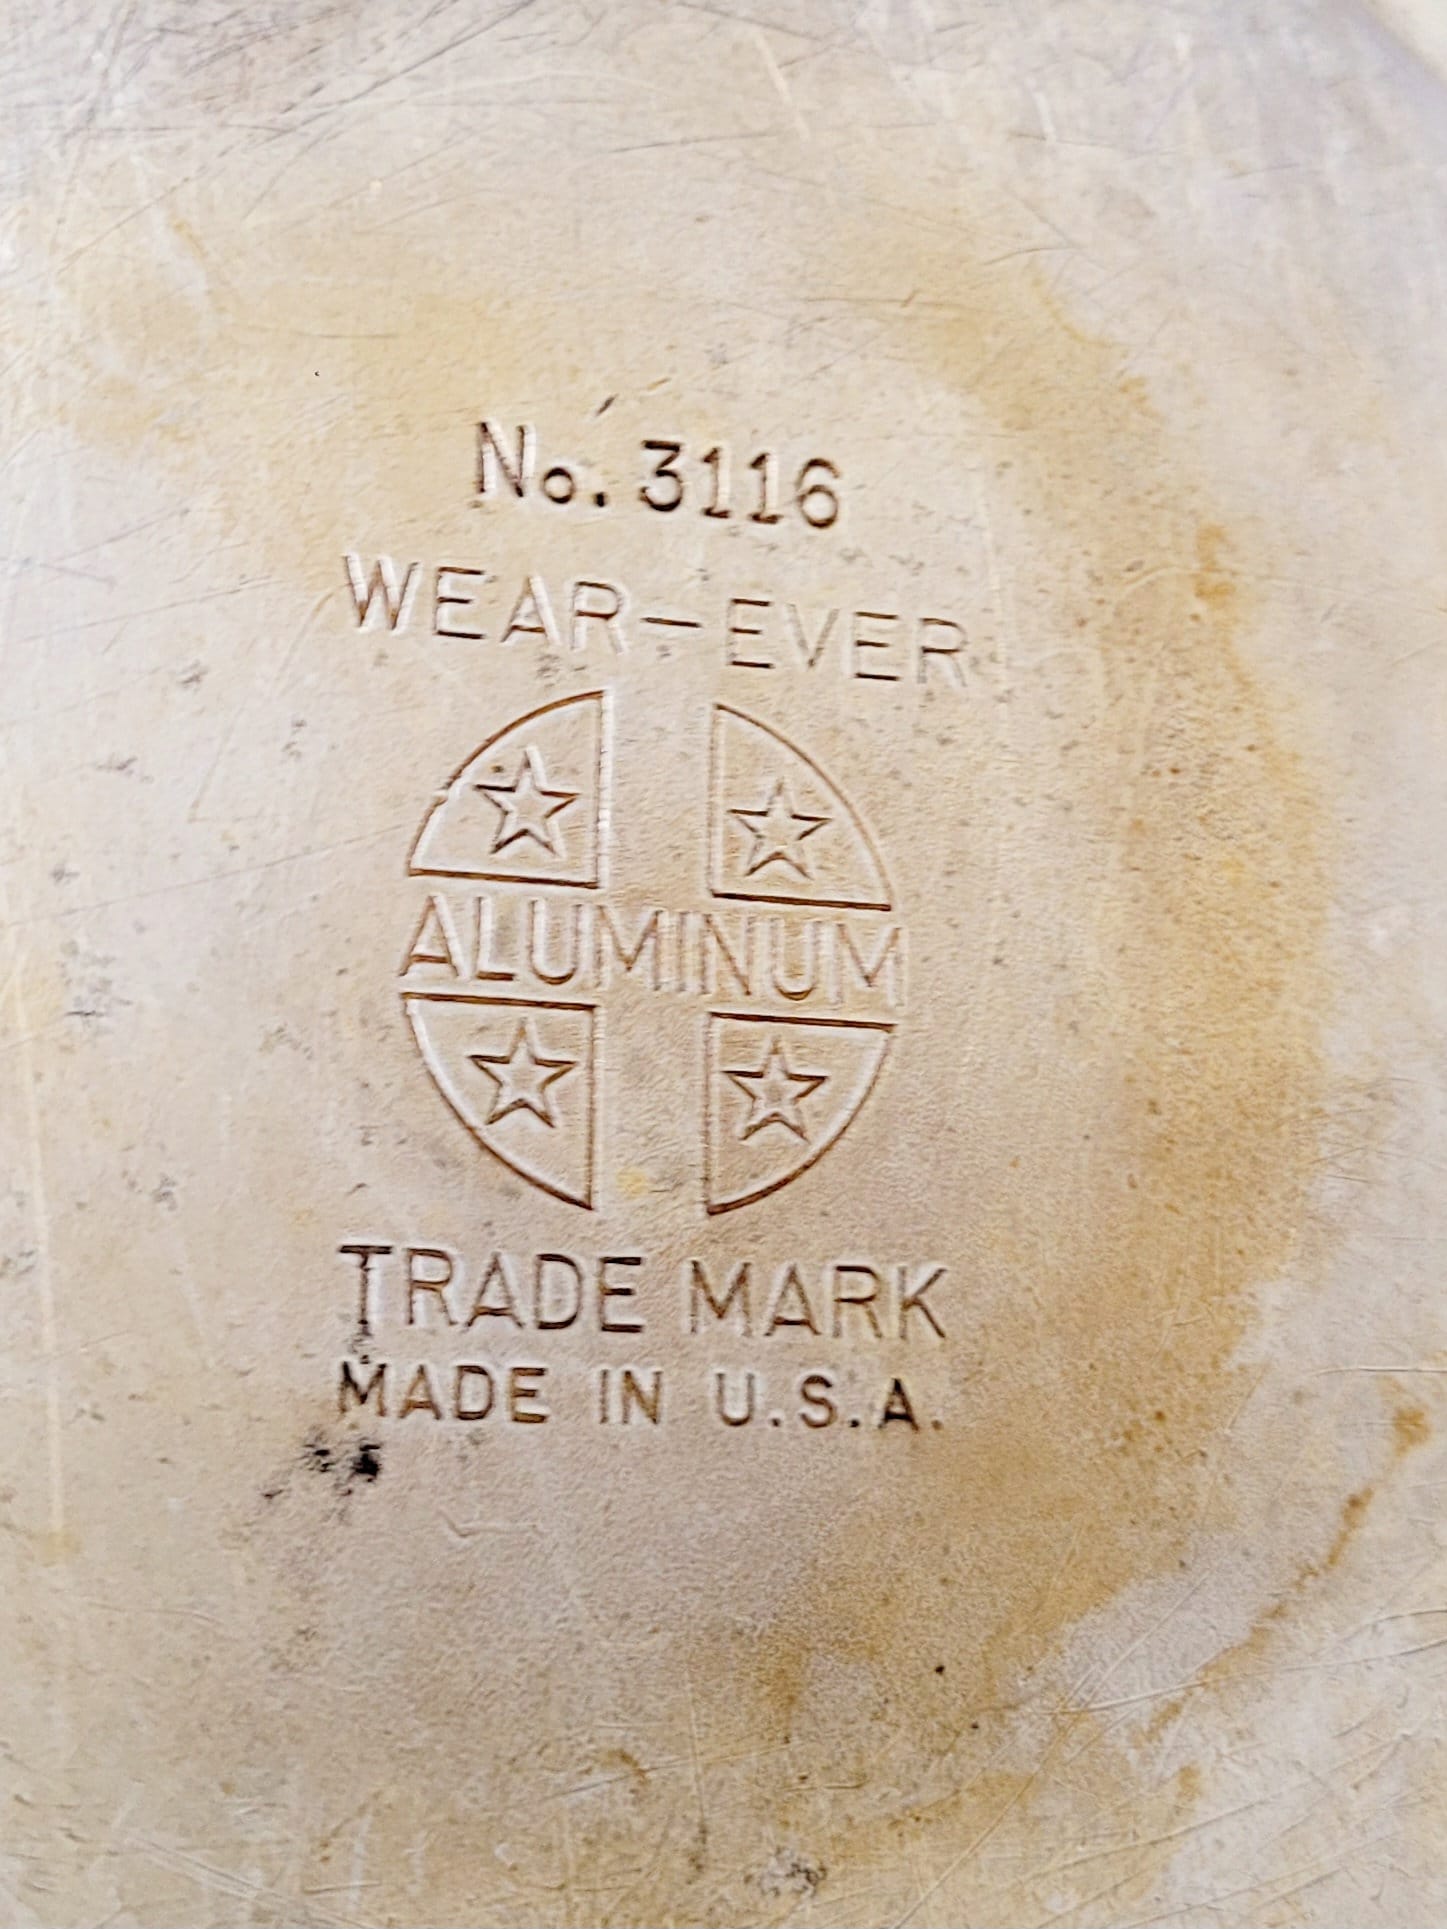 No. 3116
WEAR-EVER
ALUMINUM
TRADE MARK
MADE IN U.S.A.